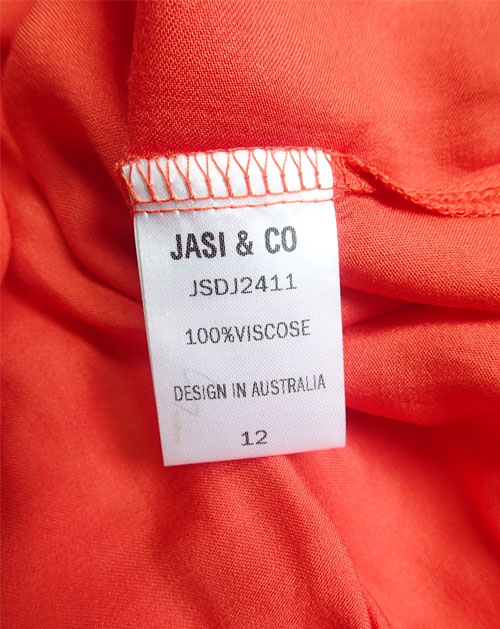 JASI & CO
JSDJ2411
100%VISCOSE
DESIGN IN AUSTRALIA
12